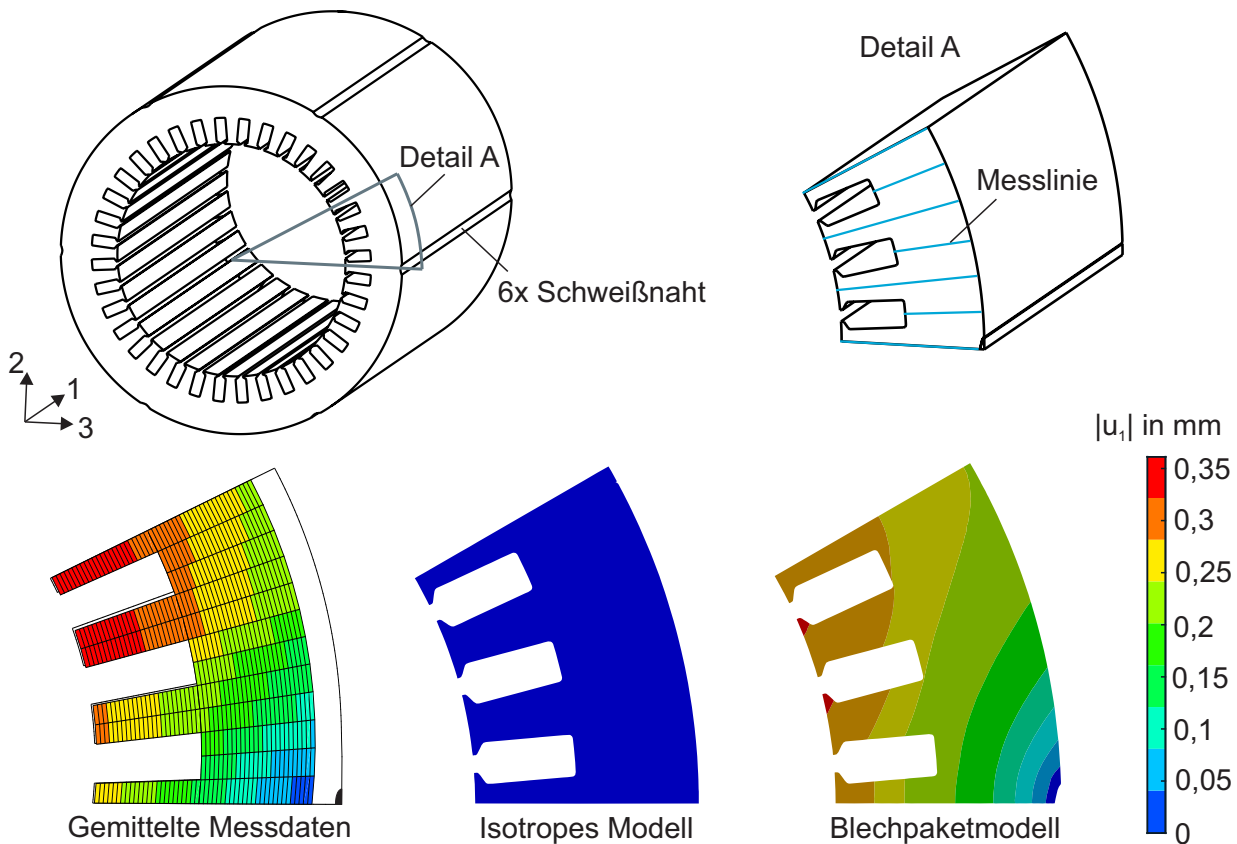 Detail A
Detail A
Messlinie
6x Schweißnaht
2
1
3
|u₁| in mm
0,35
0,3
0,25
0,2
0,15
0,1
0,05
0
Gemittelte Messdaten
Isotropes Modell
Blechpaketmodell